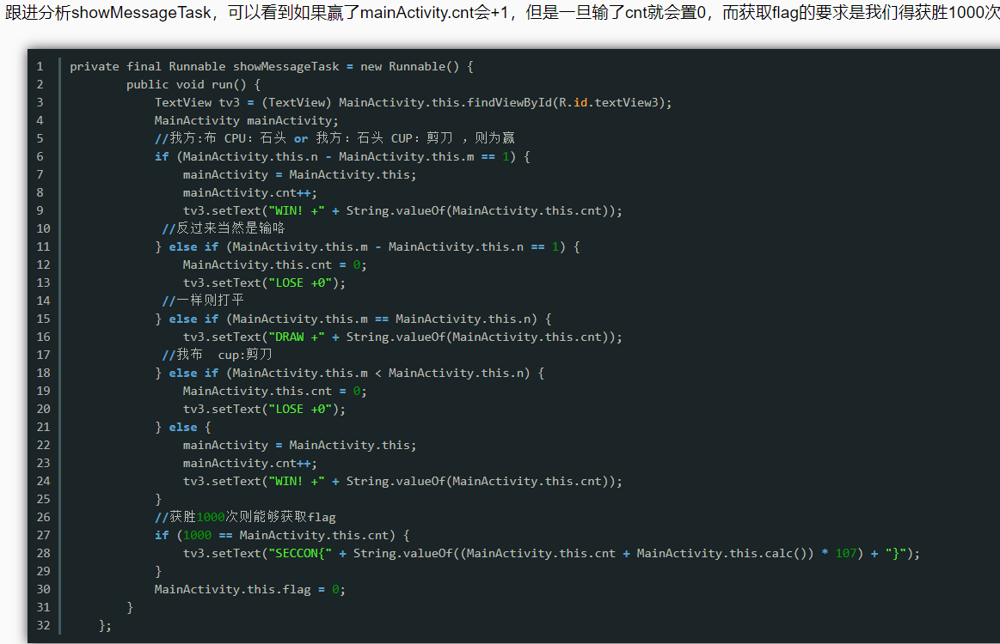 跟进分析showMessageTask，可以看到如果赢了mainActivity.cnt会+1，但是一旦输了cnt就会置0，而获取flag的要求是我们得获胜1000次
1 private final Runnable showMessageTask = new Runnable() {
2 public void run() {
3 TextView tv3 = (TextView) MainActivity.this.findViewById(R.id.textView3);
4 MainActivity mainActivity;
5 //我方:布 CPU：石头 or 我方：石头 CUP：剪刀 ，则为赢
6 if (MainActivity.this.n - MainActivity.this.m == 1) {
7 mainActivity = MainActivity.this;
8 mainActivity.cnt++;
9 tv3.setText("WIN! +" + String.valueOf(MainActivity.this.cnt));
10 //反过来当然是输咯
11 } else if (MainActivity.this.m - MainActivity.this.n == 1) {
12 MainActivity.this.cnt = 0;
13 tv3.setText("LOSE +0");
14 //一样则打平
15 } else if (MainActivity.this.m == MainActivity.this.n) {
16 tv3.setText("DRAW +" + String.valueOf(MainActivity.this.cnt));
17 //我布  cup:剪刀
18 } else if (MainActivity.this.m < MainActivity.this.n) {
19 MainActivity.this.cnt = 0;
20 tv3.setText("LOSE +0");
21 } else {
22 mainActivity = MainActivity.this;
23 mainActivity.cnt++;
24 tv3.setText("WIN! +" + String.valueOf(MainActivity.this.cnt));
25 }
26 //获胜1000次则能够获取flag
27 if (1000 == MainActivity.this.cnt) {
28 tv3.setText("SECCON{" + String.valueOf((MainActivity.this.cnt + MainActivity.this.calc()) * 107) + "}");
29 }
30 MainActivity.this.flag = 0;
31 }
32 };